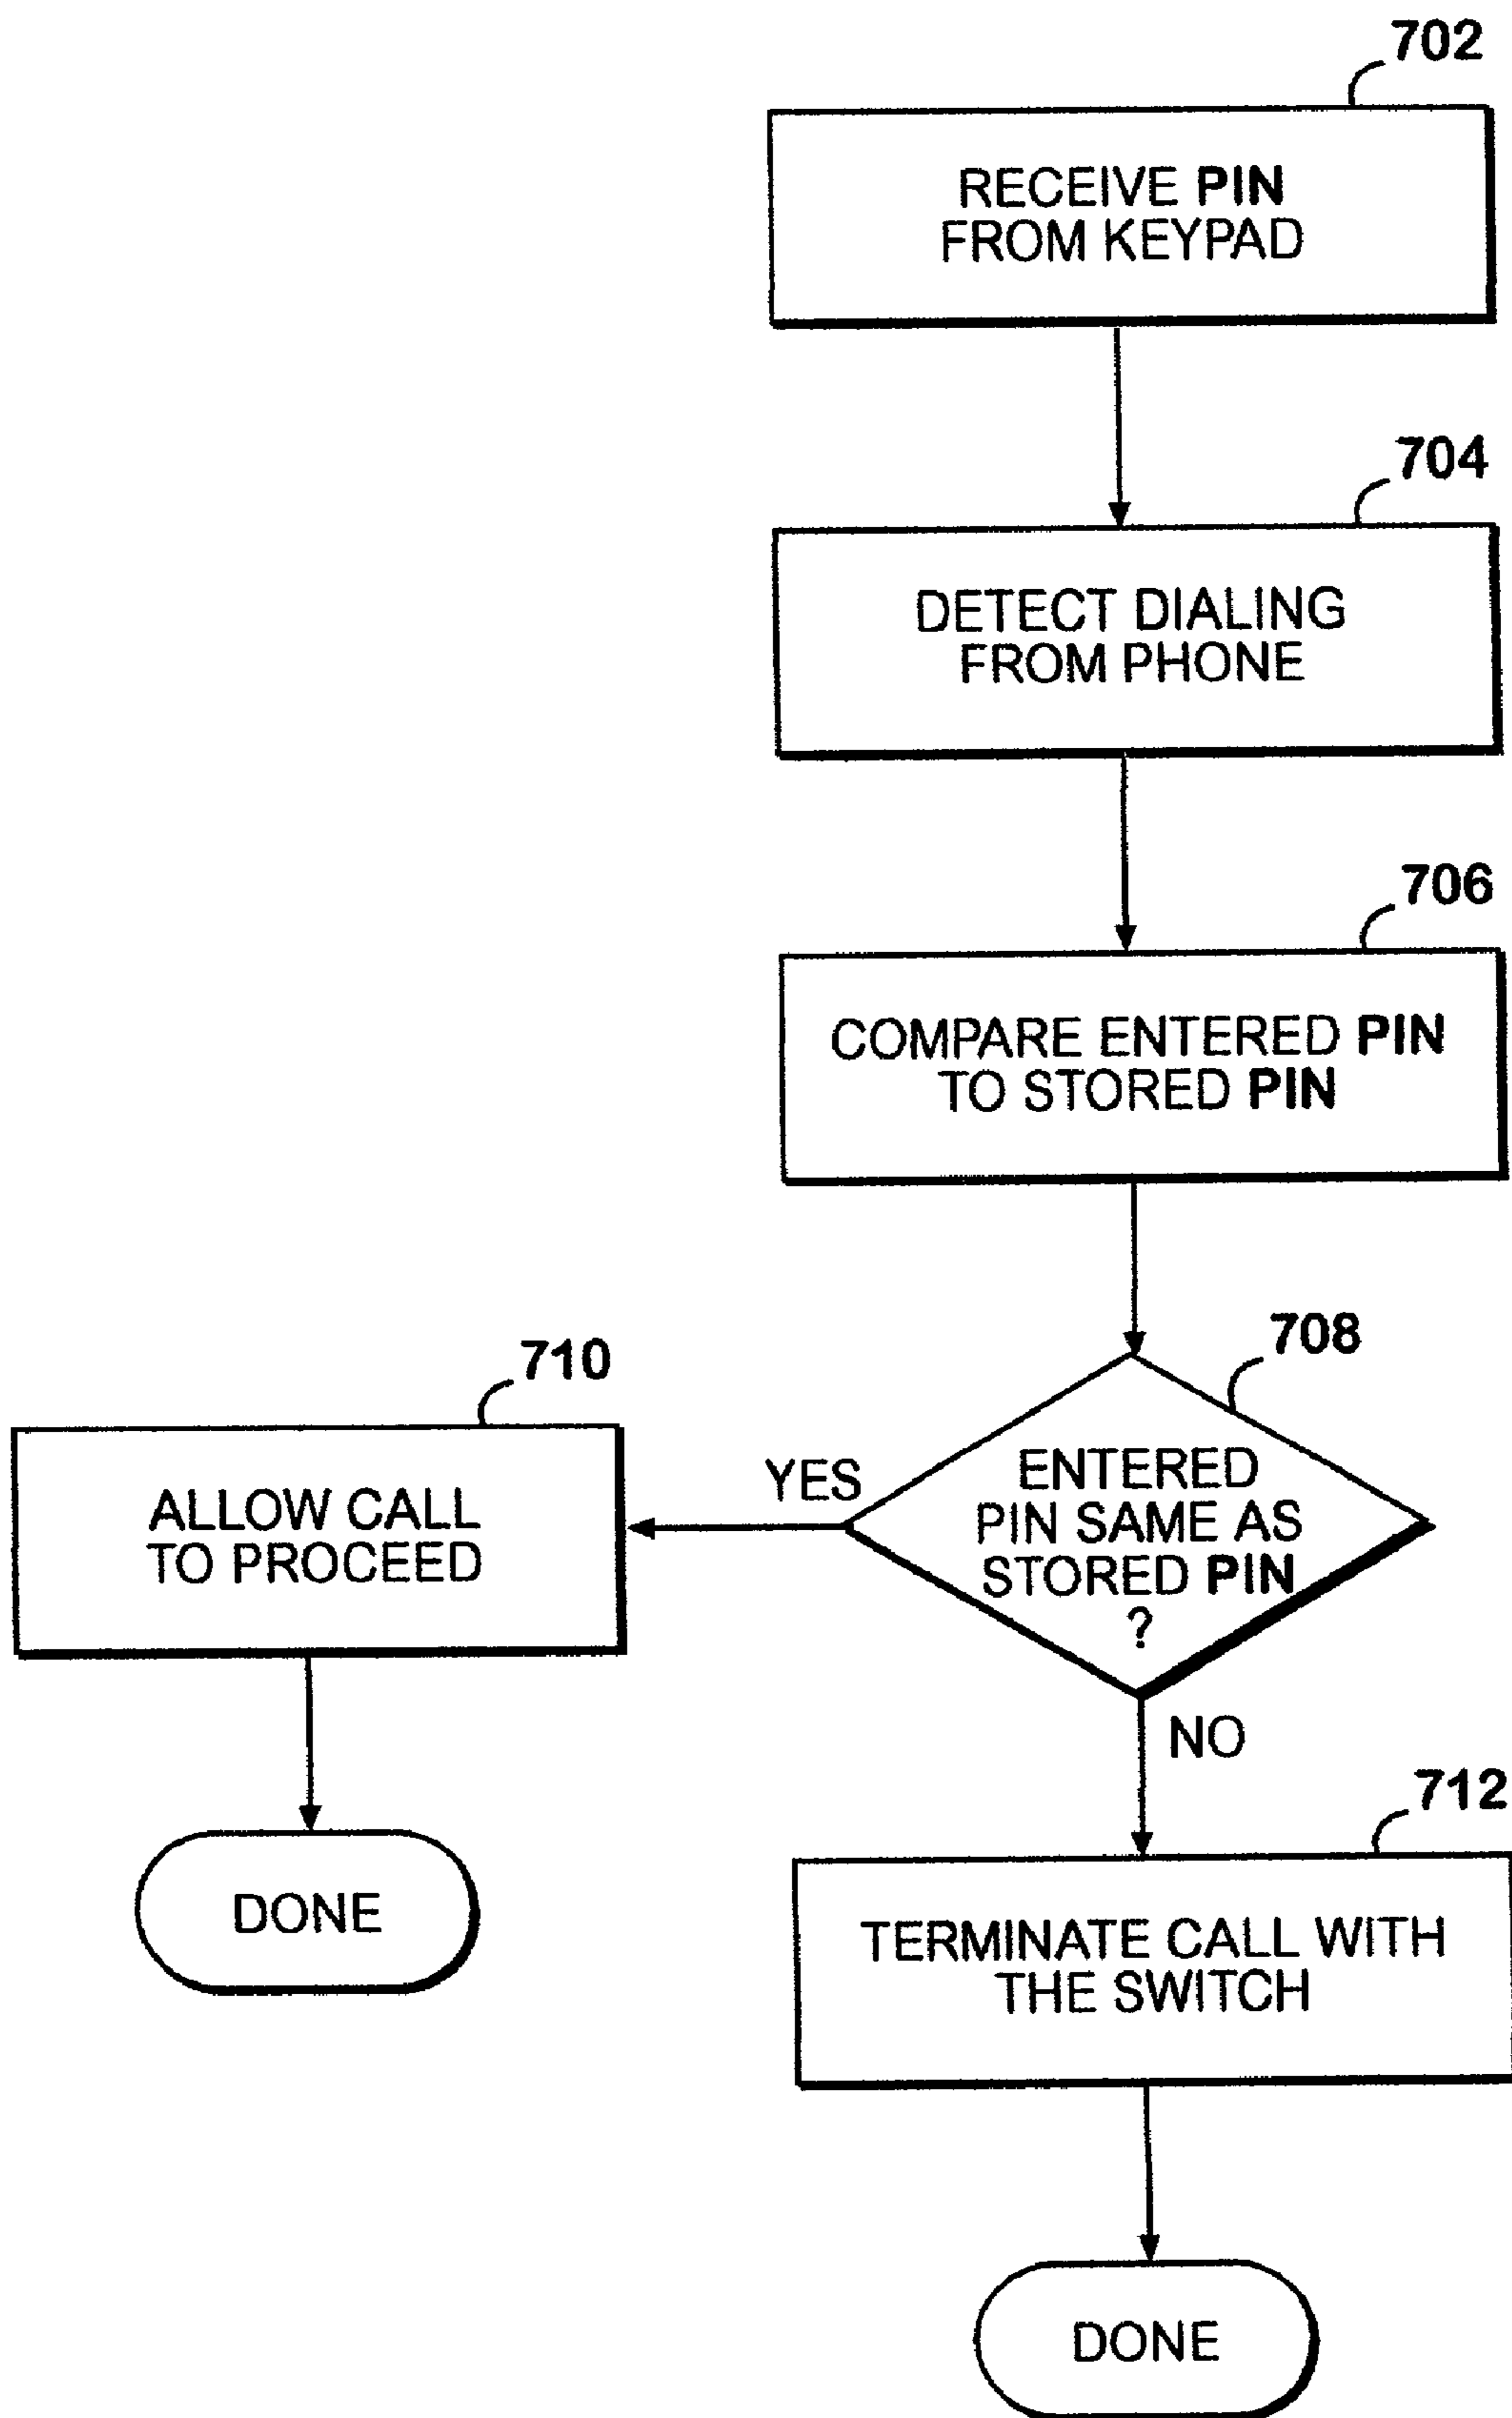 702
RECEIVE PIN
FROM KEYPAD
704
DETECT DIALING
FROM PHONE
706
COMPARE ENTERED PIN
TO STORED PIN
708
ENTERED
PIN SAME AS
STORED PIN
?
YES
710
ALLOW CALL
TO PROCEED
DONE
NO
712
TERMINATE CALL WITH
THE SWITCH
DONE